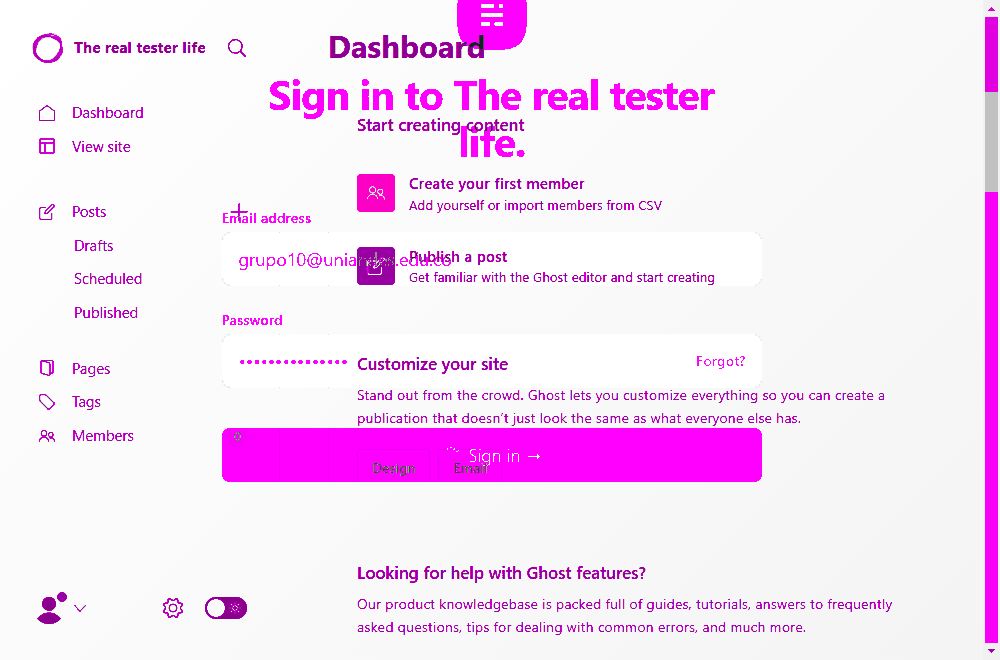 The real tester life
Dashboard
Sign in to The real tester
life.
Dashboard
View site
Start creating content
Create your first member
Add yourself or import members from CSV
Posts
Email address
Drafts
Publish a post
Get familiar with the Ghost editor and start creating
Scheduled
Published
Password
Customize your site
Forgot?
Pages
Stand out from the crowd. Ghost lets you customize everything so you can create a
publication that doesn't just look the same as what everyone else has.
Tags
Members
Sign in →
Design
Email
Looking for help with Ghost features?
Our product knowledgebase is packed full of guides, tutorials, answers to frequently
asked questions, tips for dealing with common errors, and much more.